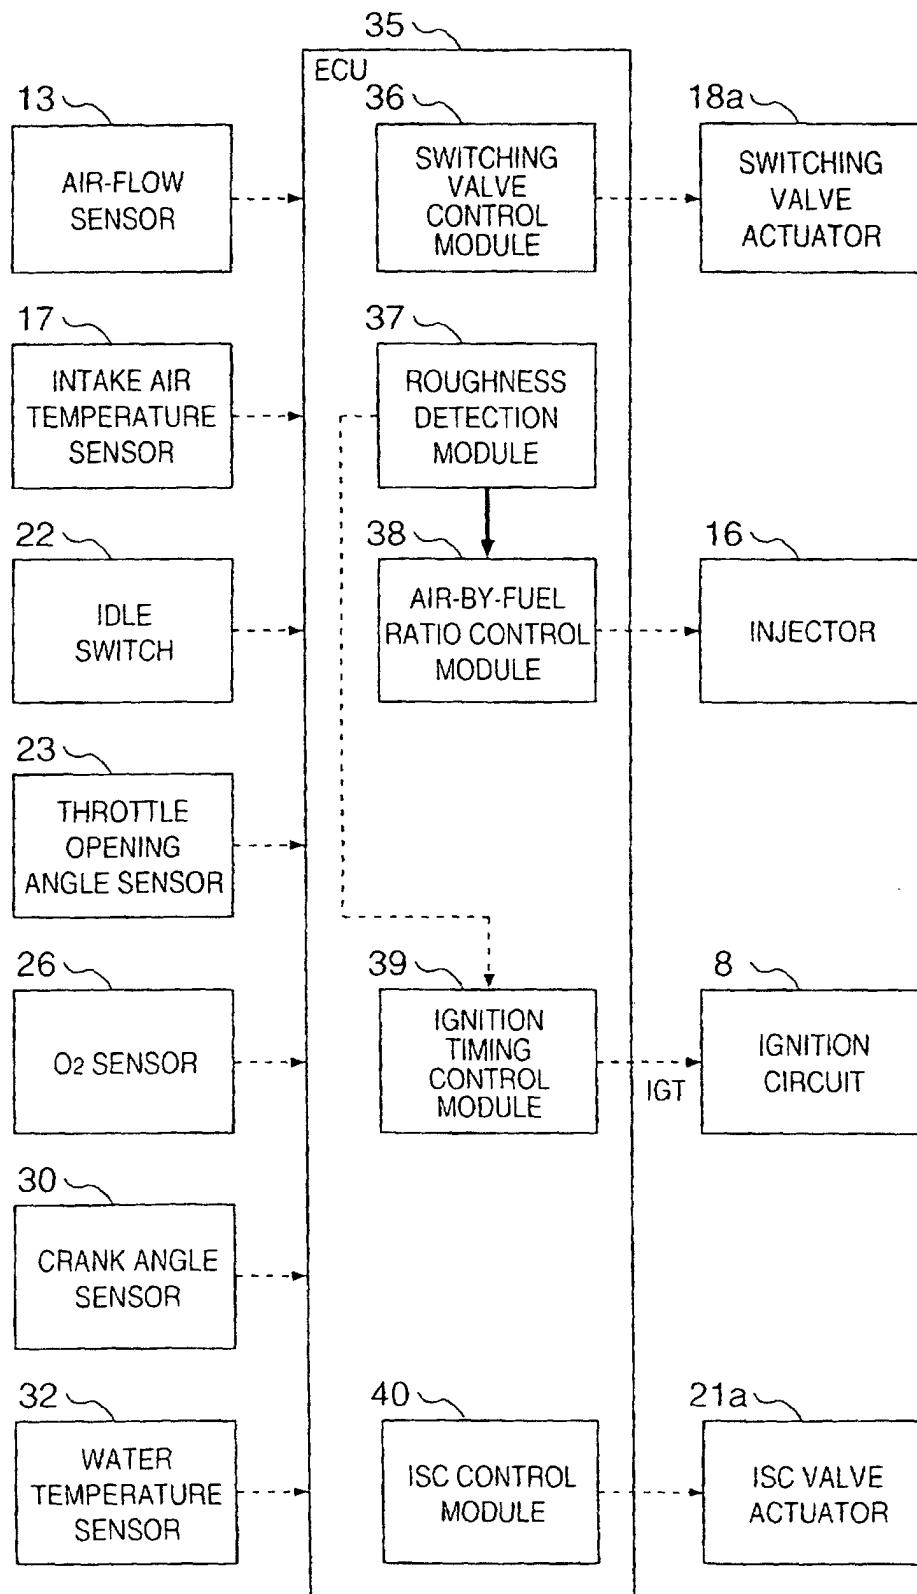 35
ECU
13
AIR-FLOW
SENSOR
36
SWITCHING
VALVE
CONTROL
MODULE
18a
SWITCHING
VALVE
ACTUATOR
17
INTAKE AIR
TEMPERATURE
SENSOR
37
ROUGHNESS
DETECTION
MODULE
22
IDLE
SWITCH
38
AIR-BY-FUEL
RATIO CONTROL
MODULE
16
INJECTOR
23
THROTTLE
OPENING
ANGLE SENSOR
26
O2 SENSOR
39
IGNITION
TIMING
CONTROL
MODULE
IGT
8
IGNITION
CIRCUIT
30
CRANK ANGLE
SENSOR
32
WATER
TEMPERATURE
SENSOR
40
ISC CONTROL
MODULE
21a
ISC VALVE
ACTUATOR